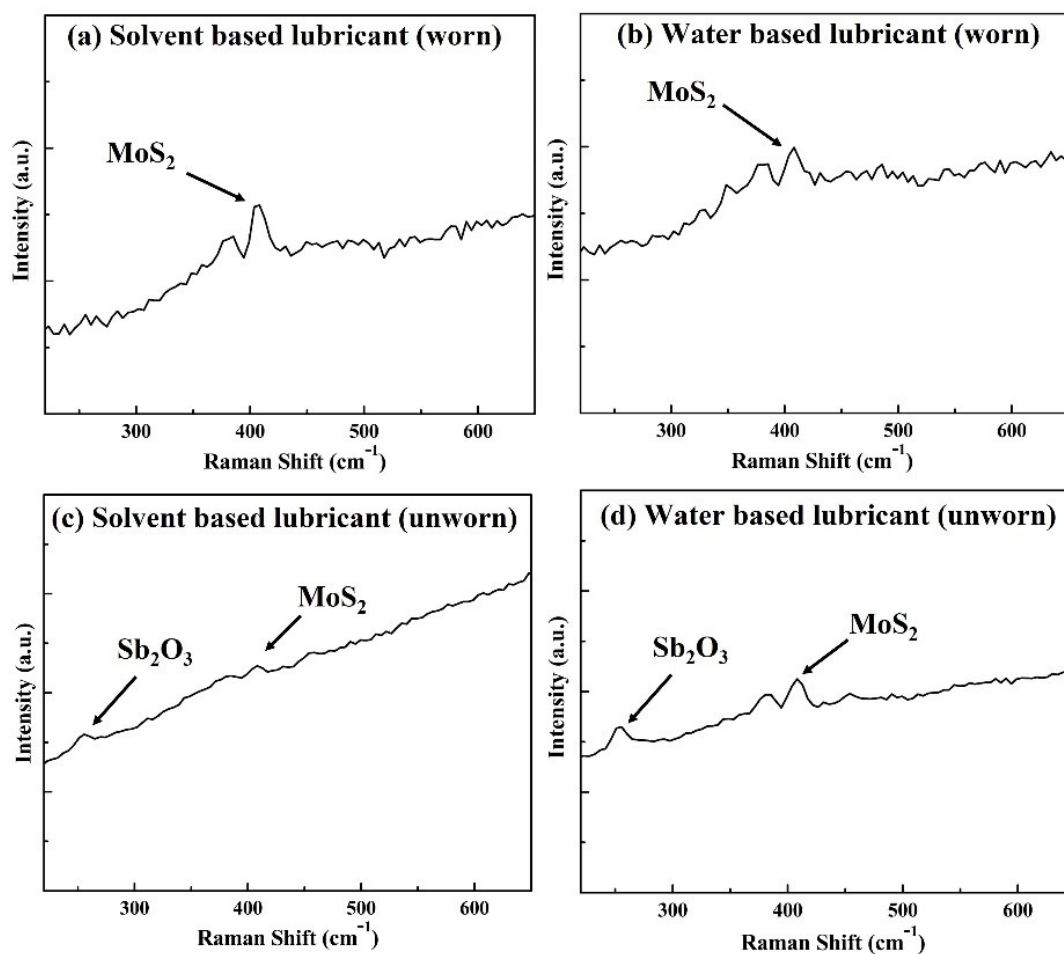 (a) Solvent based lubricant (worn)
MoS₂
Intensity (a.u.)
300 400 500 600
Raman Shift (cm⁻¹)
(b) Water based lubricant (worn)
MoS₂
Intensity (a.u.)
300 400 500 600
Raman Shift (cm⁻¹)
(c) Solvent based lubricant (unworn)
MoS₂
Sb₂O₃
Intensity (a.u.)
300 400 500 600
Raman Shift (cm⁻¹)
(d) Water based lubricant (unworn)
MoS₂
Sb₂O₃
Intensity (a.u.)
300 400 500 600
Raman Shift (cm⁻¹)